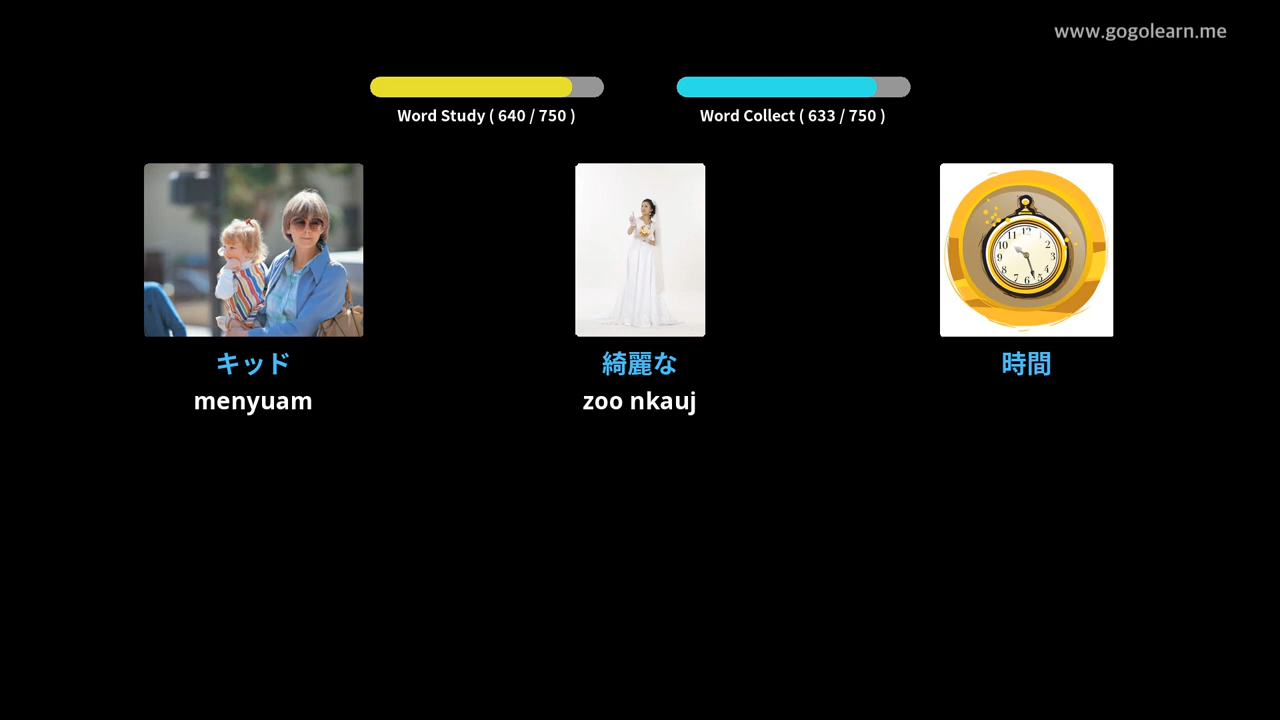 www.gogolearn.me
Word Study ( 640 / 750 )
Word Collect ( 633 / 750 )
キッド
綺麗な
時間
menyuam
zoo nkauj